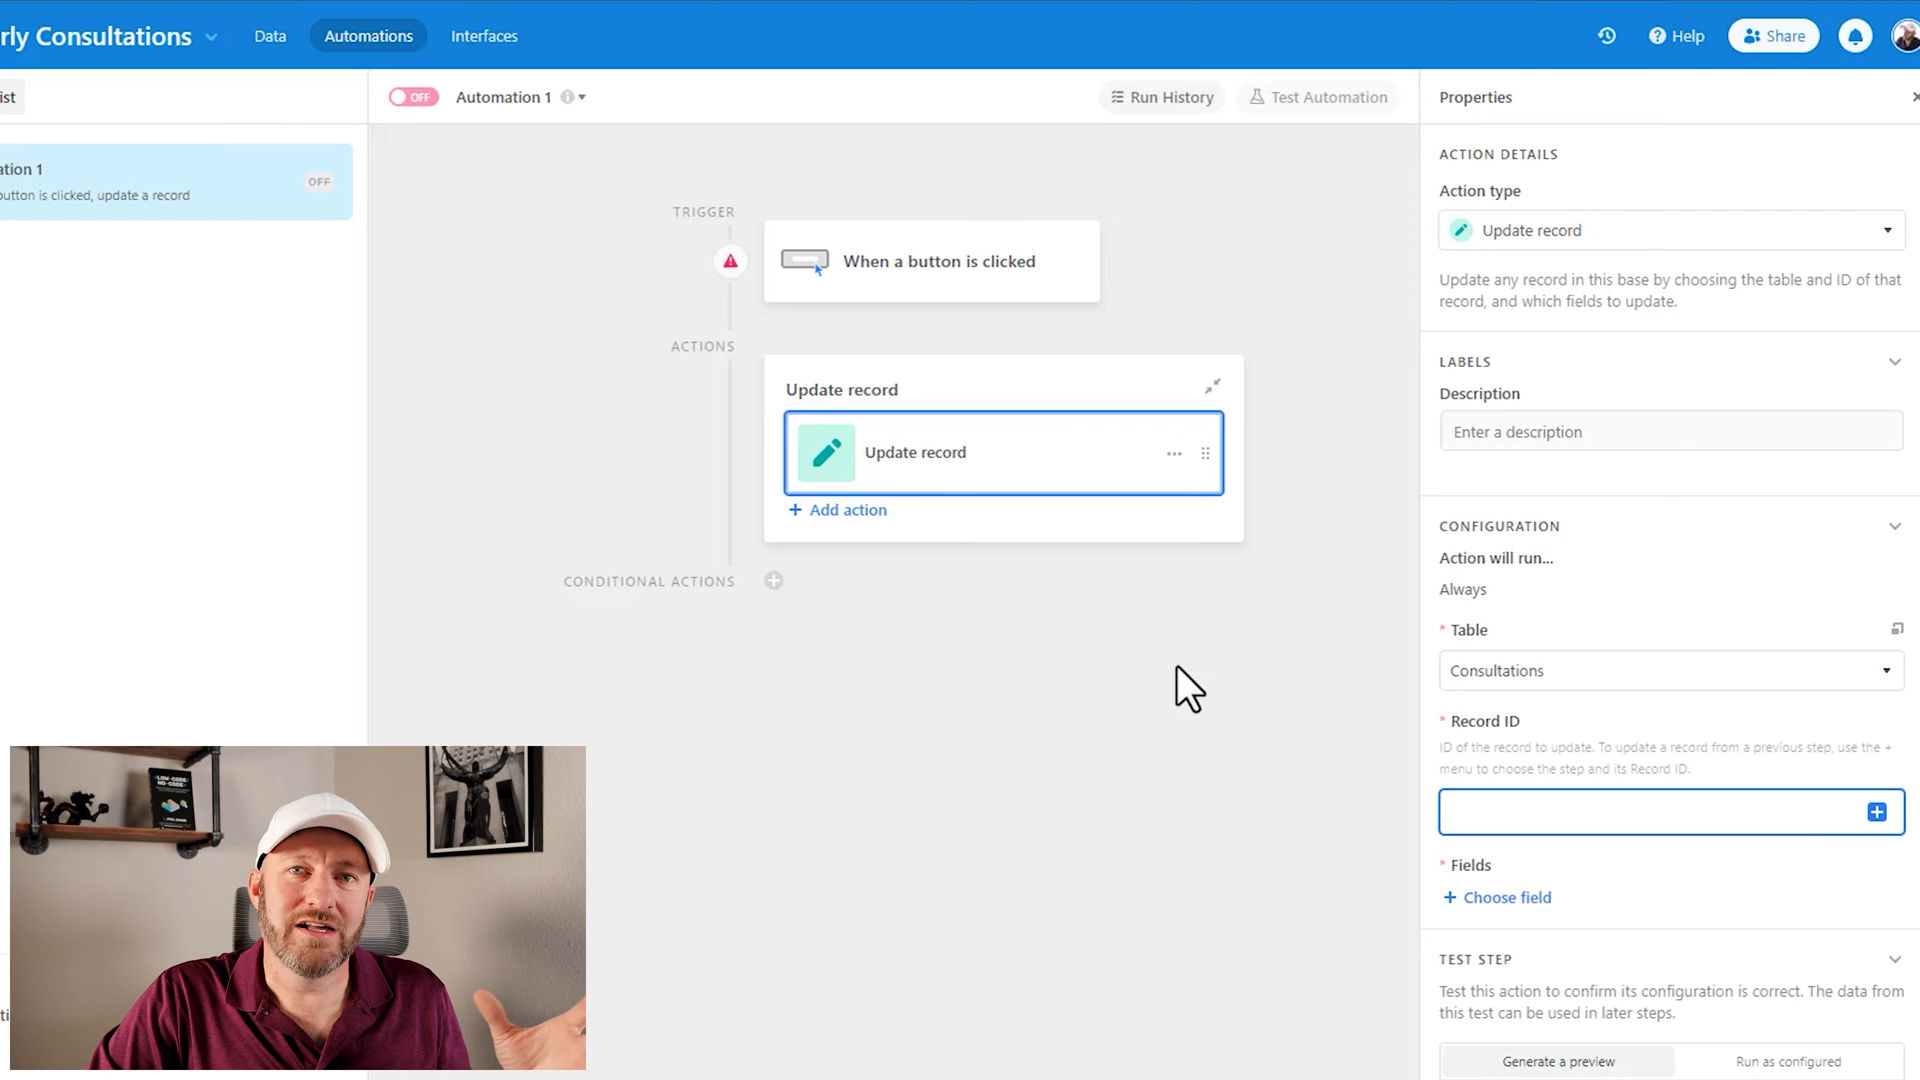 rly Consultations
Data
Automations
Interfaces
Help
Share
ist
OFF
Automation 1
Run History
Test Automation
Properties
ation 1
button is clicked, update a record
OFF
TRIGGER
When a button is clicked
ACTIONS
Update record
Update record
Add action
CONDITIONAL ACTIONS
ACTION DETAILS
Action type
Update record
Update any record in this base by choosing the table and ID of that
record, and which fields to update.
LABELS
Description
Enter a description
CONFIGURATION
Action will run...
Always
* Table
Consultations
* Record ID
ID of the record to update. To update a record from a previous step, use the +
menu to choose the step and its Record ID.
* Fields
+ Choose field
TEST STEP
Test this action to confirm its configuration is correct. The data from
this test can be used in later steps.
Generate a preview
Run as configured
LOW-CODE
NO-CODE
ti